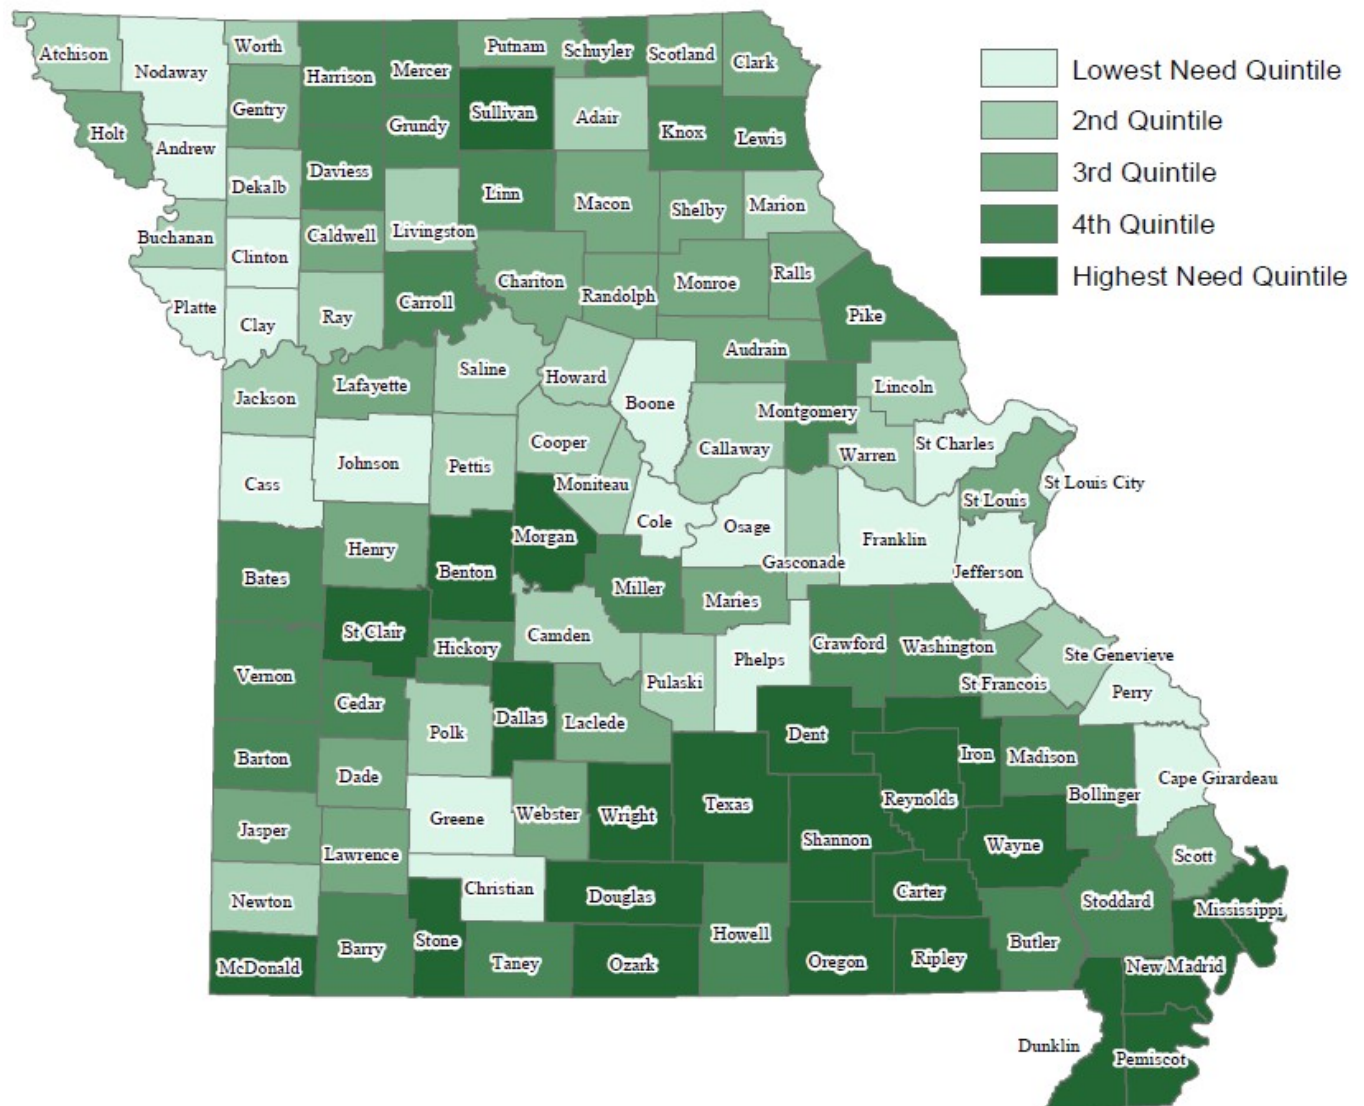 Atchison
Nodaway
Worth
Harrison
Mercer
Putnam
Schuyler
Scotland
Clark
Gentry
Holt
Andrew
Sullivan
Adair
Grundy
Knox
Lewis
Dekalb
Daviess
Linn
Macon
Shelby
Marion
Buchanan
Clinton
Caldwell
Livingston
Chariton
Randolph
Monroe
Ralls
Platte
Clay
Ray
Carroll
Pike
Audrain
Jackson
Lafayette
Saline
Howard
Boone
Montgomery
Lincoln
Cass
Johnson
Pettis
Cooper
Moniteau
Callaway
Warren
St Charles
St Louis
St Louis City
Cole
Osage
Gasconade
Franklin
Jefferson
Bates
Henry
Benton
Morgan
Miller
Maries
St Clair
Hickory
Camden
Pulaski
Phelps
Crawford
Washington
St Francois
Ste Genevieve
Perry
Vernon
Cedar
Polk
Dallas
Laclede
Dent
Iron
Madison
Bollinger
Cape Girardeau
Barton
Dade
Greene
Webster
Wright
Texas
Shannon
Reynolds
Wayne
Scott
Jasper
Lawrence
Christian
Douglas
Carter
Stoddard
Mississippi
Newton
McDonald
Barry
Stone
Taney
Ozark
Howell
Oregon
Ripley
Butler
New Madrid
Dunklin
Pemiscot
Lowest Need Quintile
2nd Quintile
3rd Quintile
4th Quintile
Highest Need Quintile